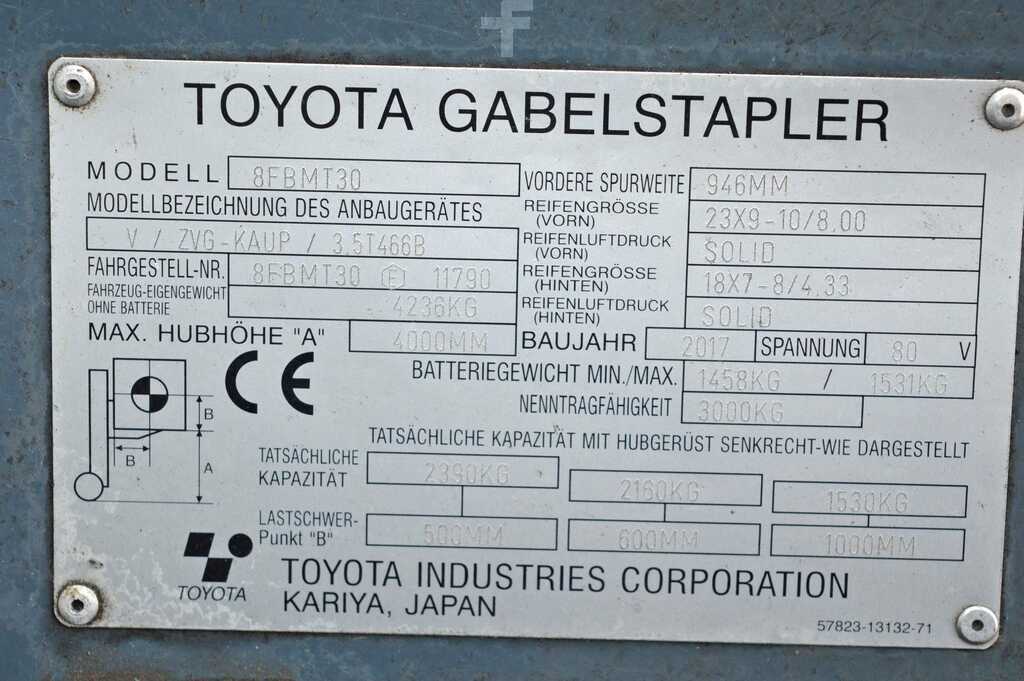 TOYOTA GABELSTAPLER
MODELL 8FBMT30
MODELLBEZEICHNUNG DES ANBAUGERÄTES
V / ZVG-KAUP / 3,5T466B
FAHRGESTELL-NR. 8FBMT30 E 11790
FAHRZEUG-EIGENGEWICHT
OHNE BATTERIE 4236KG
MAX. HUBHÖHE "A" 4000MM
VORDERE SPURWEITE 946MM
REIFENGRÖSSE
(VORN) 23X9-10/8,00
REIFENLUFTDRUCK
(VORN) SOLID
REIFENGRÖSSE
(HINTEN) 18X7-8/4.33
REIFENLUFTDRUCK
(HINTEN) SOLID
BAUJAHR 2017 SPANNUNG 80 V
BATTERIEGEWICHT MIN./MAX. 1458KG / 1531KG
NENNTRAGFÄHIGKEIT 3000KG
CE
B
B
A
TATSÄCHLICHE KAPAZITÄT MIT HUBGERÜST SENKRECHT-WIE DARGESTELLT
TATSÄCHLICHE
KAPAZITÄT 2390KG 2160KG 1530KG
LASTSCHWER-
Punkt "B" 500MM 600MM 1000MM
TOYOTA
TOYOTA INDUSTRIES CORPORATION
KARIYA, JAPAN
57823-13132-71